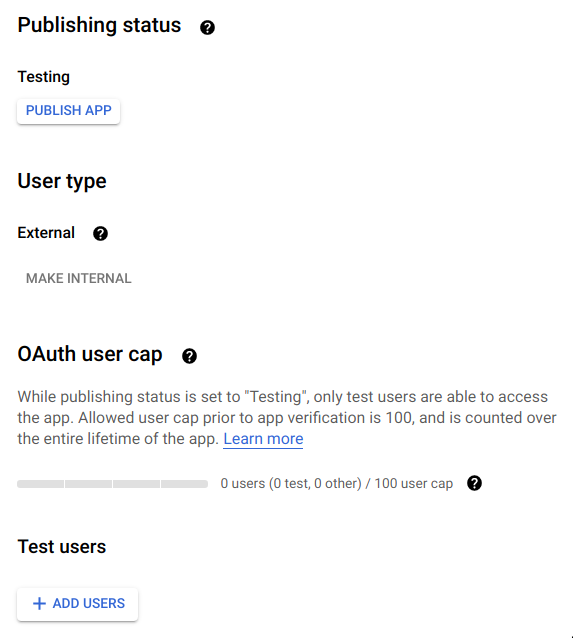 Publishing status
Testing
PUBLISH APP
User type
External
MAKE INTERNAL
OAuth user cap
While publishing status is set to "Testing", only test users are able to access
the app. Allowed user cap prior to app verification is 100, and is counted over
the entire lifetime of the app. Learn more
0 users (0 test, 0 other) / 100 user cap
Test users
+ ADD USERS